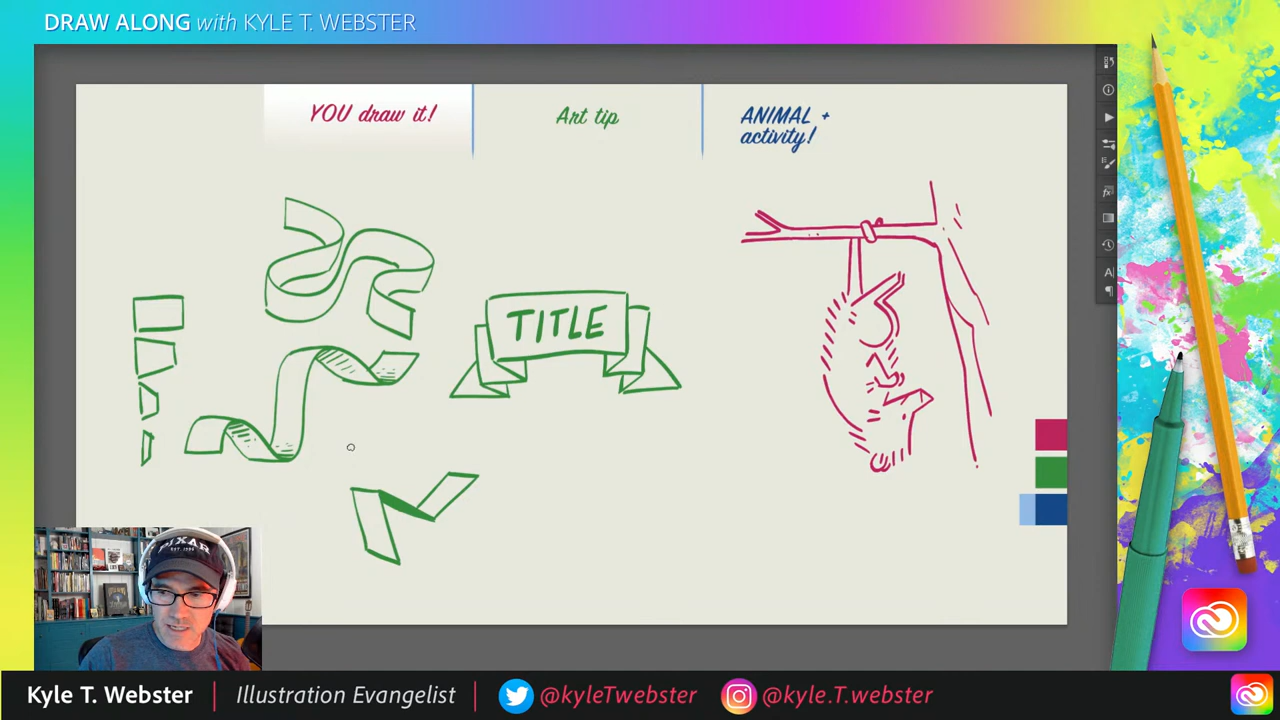 DRAW ALONG with KYLE T. WEBSTER
YOU draw it!
Art tip
ANIMAL +
activity!
TITLE
PIXAR
Kyle T. Webster | Illustration Evangelist | @kyleTwebster @kyle.T.webster